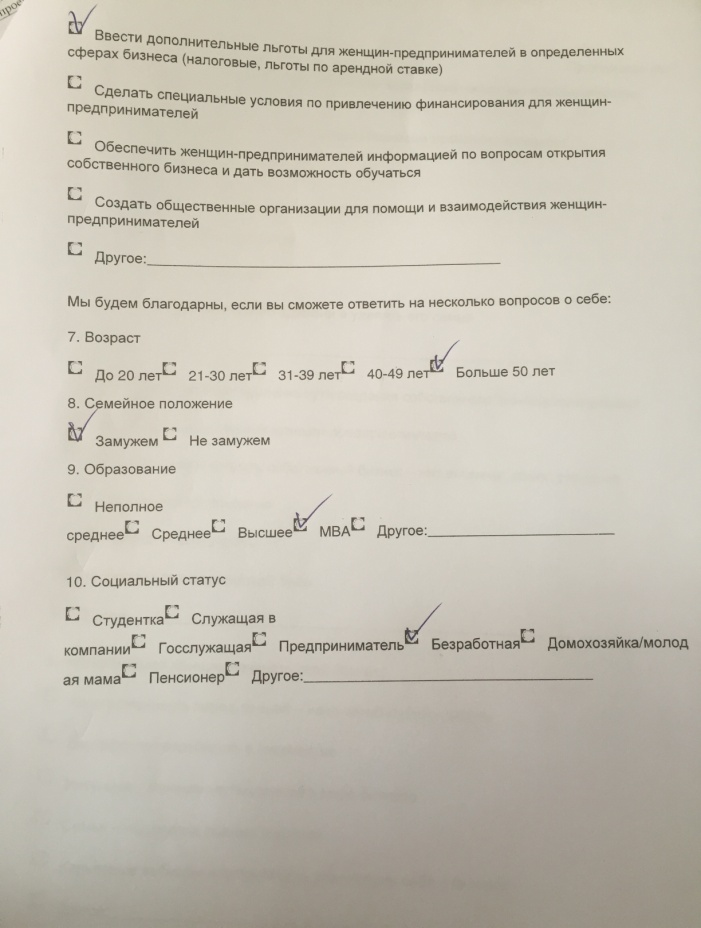 Ввести дополнительные льготы для женщин-предпринимателей в определенных
сферах бизнеса (налоговые, льготы по арендной ставке)
Сделать специальные условия по привлечению финансирования для женщин-
предпринимателей
Обеспечить женщин-предпринимателей информацией по вопросам открытия
собственного бизнеса и дать возможность обучаться
Создать общественные организации для помощи и взаимодействия женщин-
предпринимателей
Другое:
Мы будем благодарны, если вы сможете ответить на несколько вопросов о себе:
7. Возраст
До 20 лет 21-30 лет 31-39 лет 40-49 лет Больше 50 лет
8. Семейное положение
Замужем Не замужем
9. Образование
Неполное
среднее Среднее Высшее МВА Другое:
10. Социальный статус
Студентка Служащая в
компании Госслужащая Предприниматель Безработная Домохозяйка/молод
ая мама Пенсионер Другое: